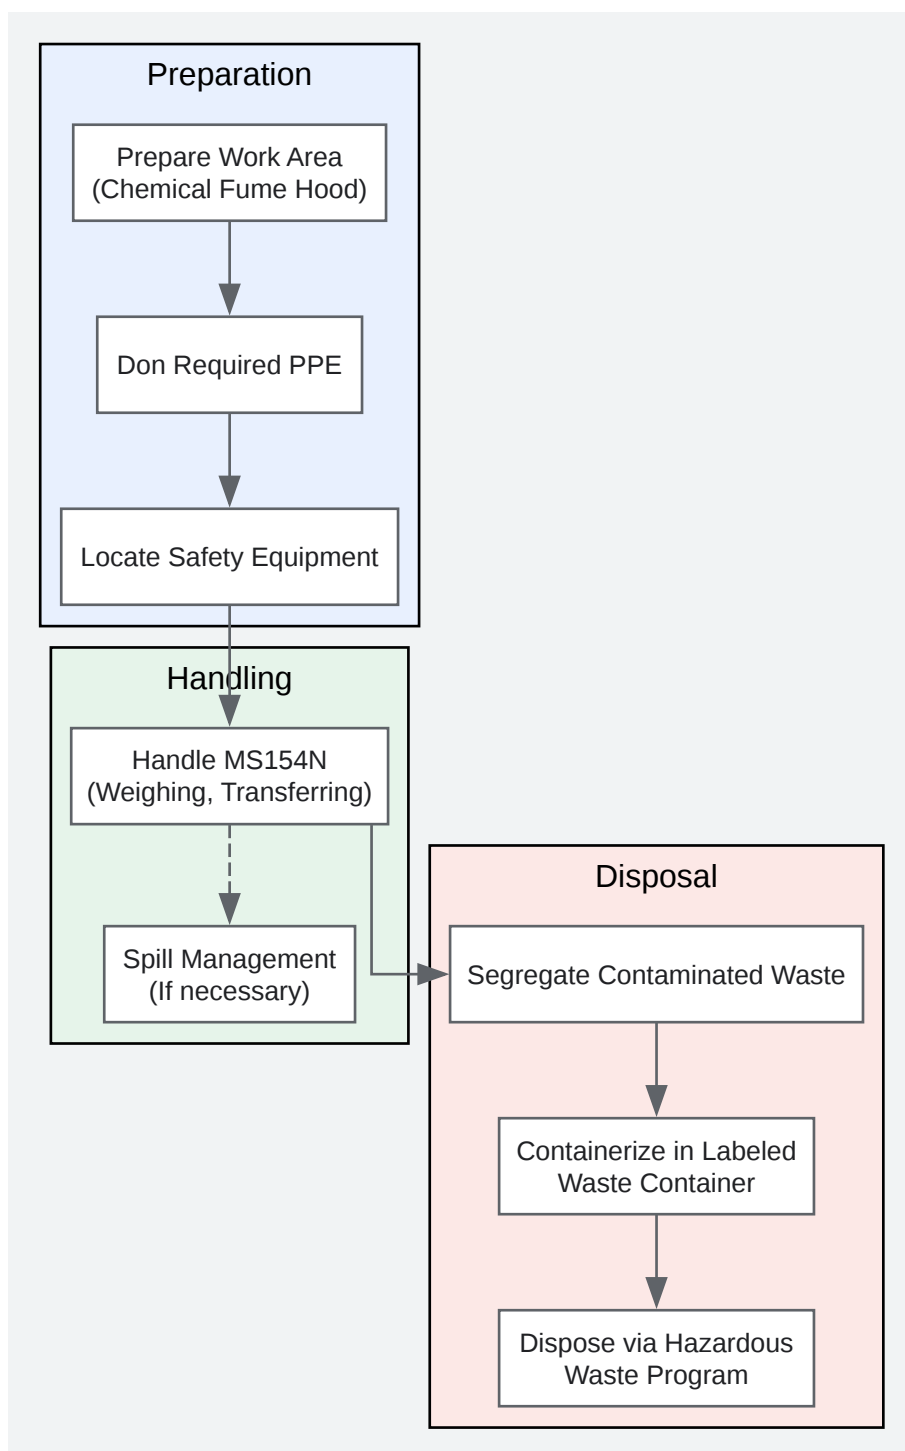 Preparation
Prepare Work Area
(Chemical Fume Hood)
Don Required PPE
Locate Safety Equipment
Handling
Handle MS154N
(Weighing, Transferring)
Spill Management
(If necessary)
Disposal
Segregate Contaminated Waste
Containerize in Labeled
Waste Container
Dispose via Hazardous
Waste Program